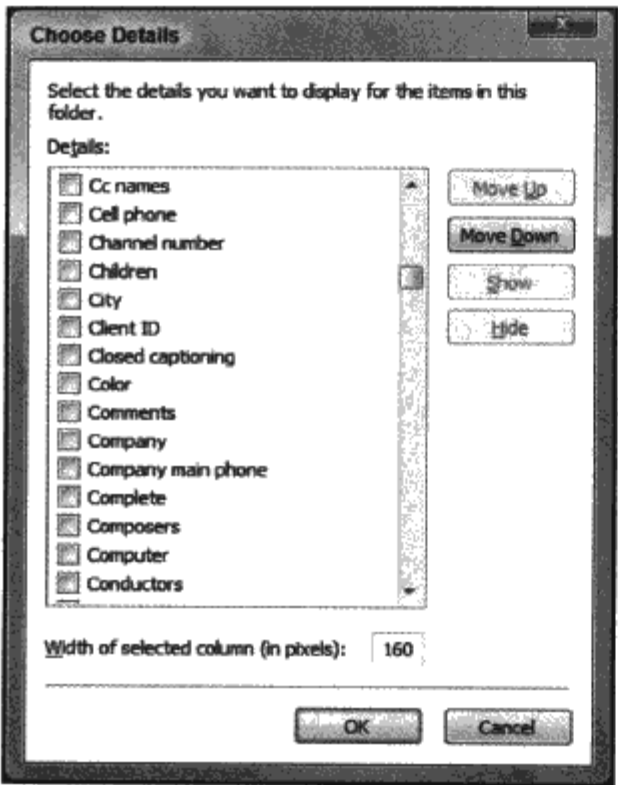 Choose Details
Select the details you want to display for the items in this
folder.
Details:
Cc names
Cell phone
Channel number
Children
City
Client ID
Closed captioning
Color
Comments
Company
Company main phone
Complete
Composers
Computer
Conductors
Move Up
Move Down
Show
Hide
Width of selected column (in pixels): 160
OK
Cancel